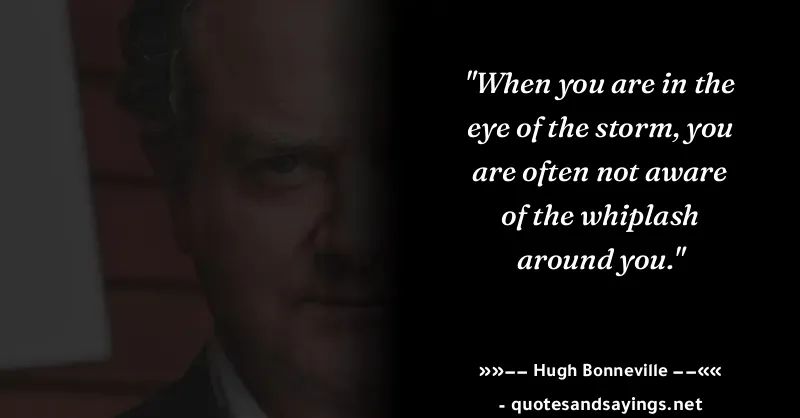 "When you are in the
eye of the storm, you
are often not aware
of the whiplash
around you."
»»—— Hugh Bonneville ——««
- quotesandsayings.net